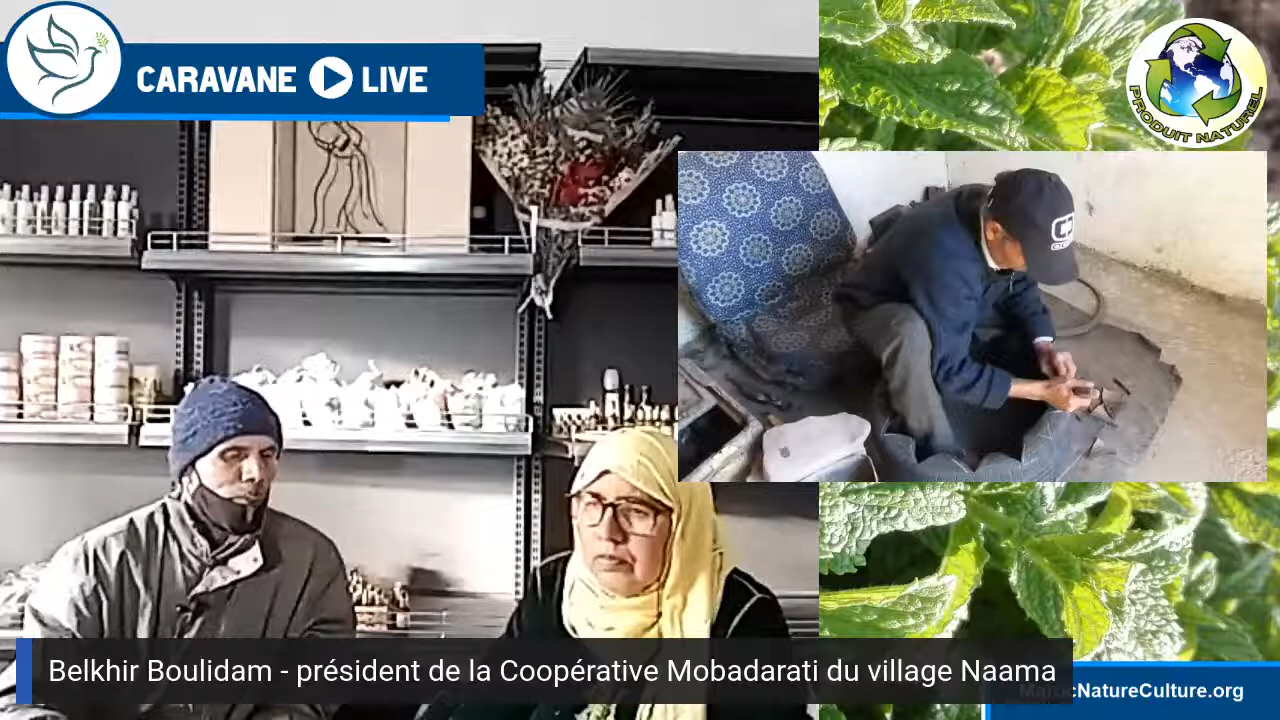 CARAVANE LIVE
PRODUIT NATUREL
Belkhir Boulidam - président de la Coopérative Mobadarati du village Naama
MarocNatureCulture.org